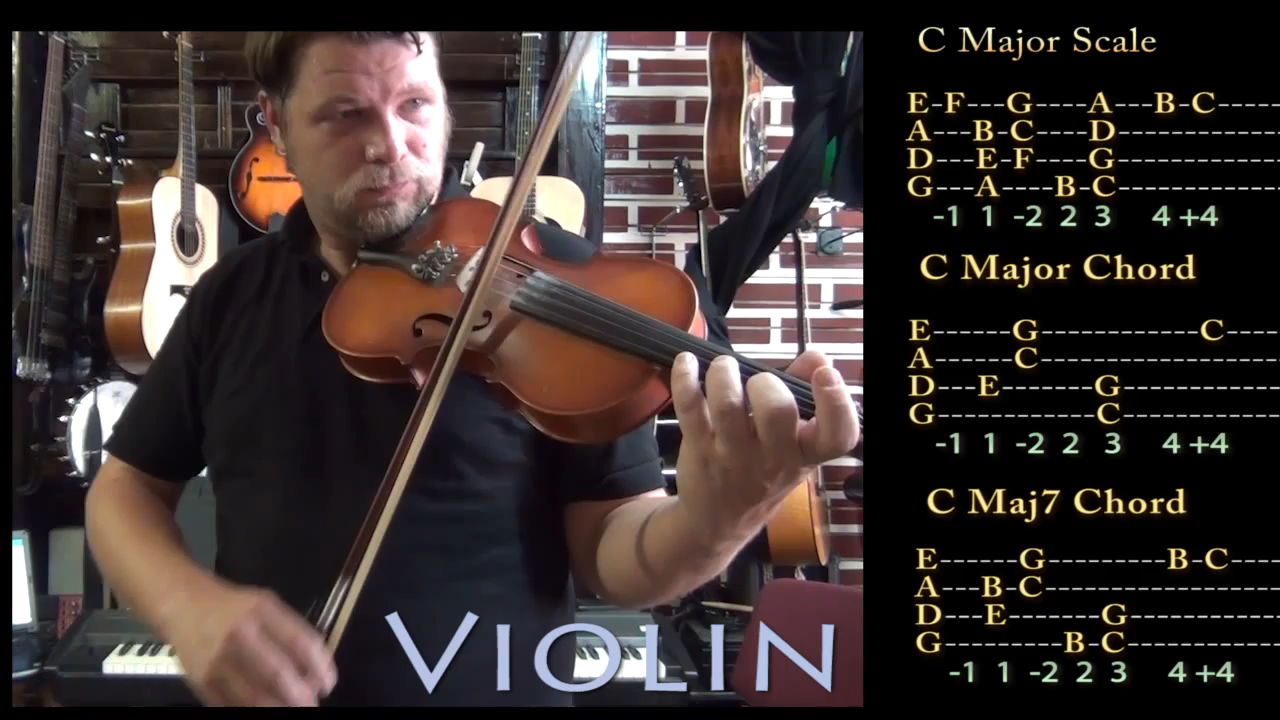 C Major Scale
E-F---G----A---B-C-----
A---B-C----D-----------
D---E-F----G-----------
G---A----B-C-----------
-1 1 -2 2 3 4 +4
C Major Chord
E------G------------C----
A------C-----------------
D---E-------G------------
G-----------C------------
-1 1 -2 2 3 4 +4
C Maj7 Chord
E------G---------B-C----
A---B-C-----------------
D---E-------G-----------
G--------B-C------------
-1 1 -2 2 3 4 +4
VIOLIN